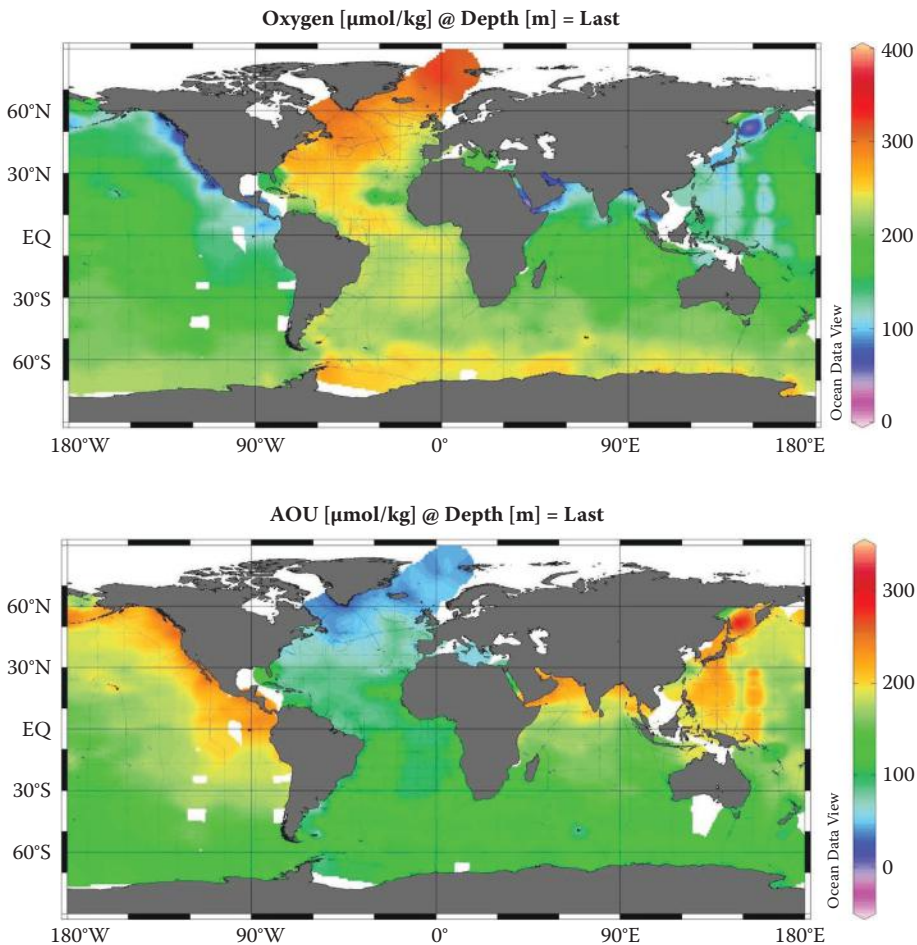 Oxygen [μmol/kg] @ Depth [m] = Last
60°N
30°N
EQ
30°S
60°S
180°W
90°W
0°
90°E
180°E
400
300
200
100
0
Ocean Data View
AOU [μmol/kg] @ Depth [m] = Last
60°N
30°N
EQ
30°S
60°S
180°W
90°W
0°
90°E
180°E
300
200
100
0
Ocean Data View